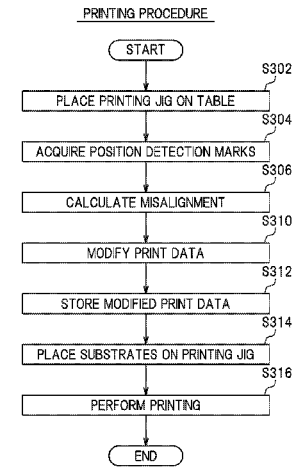 PRINTING PROCEDURE
START
S302
PLACE PRINTING JIG ON TABLE
S304
ACQUIRE POSITION DETECTION MARKS
S306
CALCULATE MISALIGNMENT
S310
MODIFY PRINT DATA
S312
STORE MODIFIED PRINT DATA
S314
PLACE SUBSTRATES ON PRINTING JIG
S316
PERFORM PRINTING
END